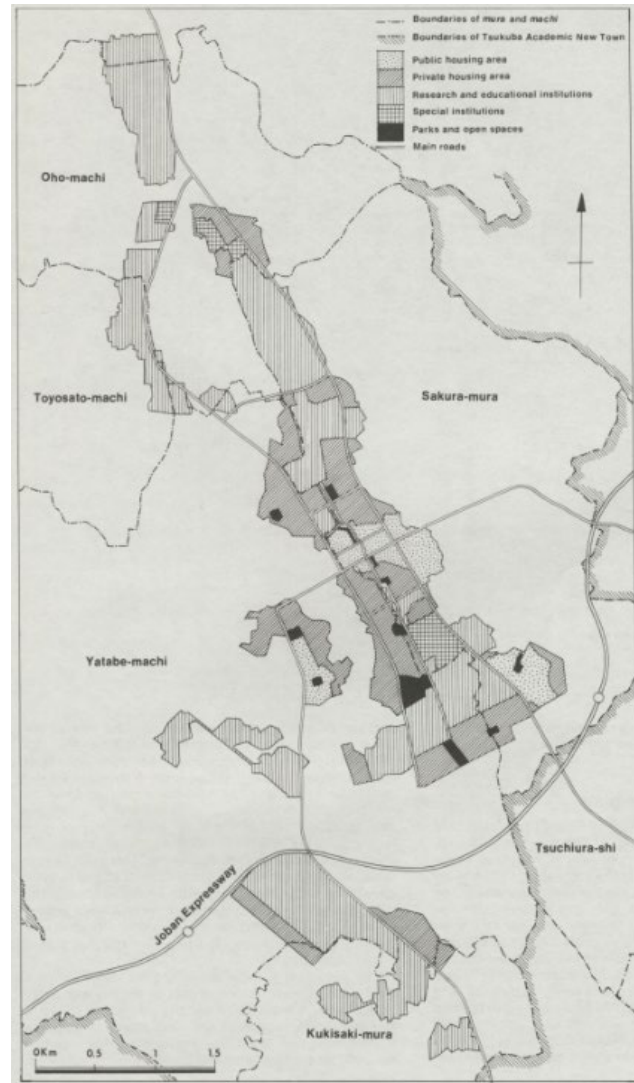 Boundaries of mura and machi
Boundaries of Tsukuba Academic New Town
Public housing area
Private housing area
Research and educational institutions
Special institutions
Parks and open spaces
Main roads
Oho-machi
Toyosato-machi
Sakura-mura
Yatabe-machi
Tsuchiura-shi
Joban Expressway
Kukisaki-mura
0Km 0.5 1 1.5